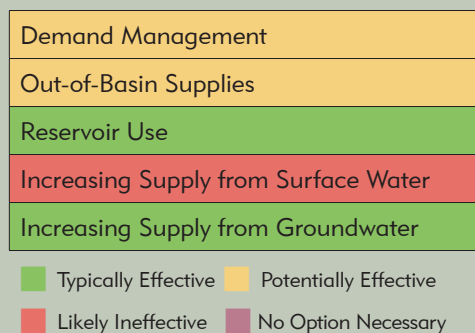 Demand Management
Out-of-Basin Supplies
Reservoir Use
Increasing Supply from Surface Water
Increasing Supply from Groundwater
Typically Effective Potentially Effective
Likely Ineffective No Option Necessary